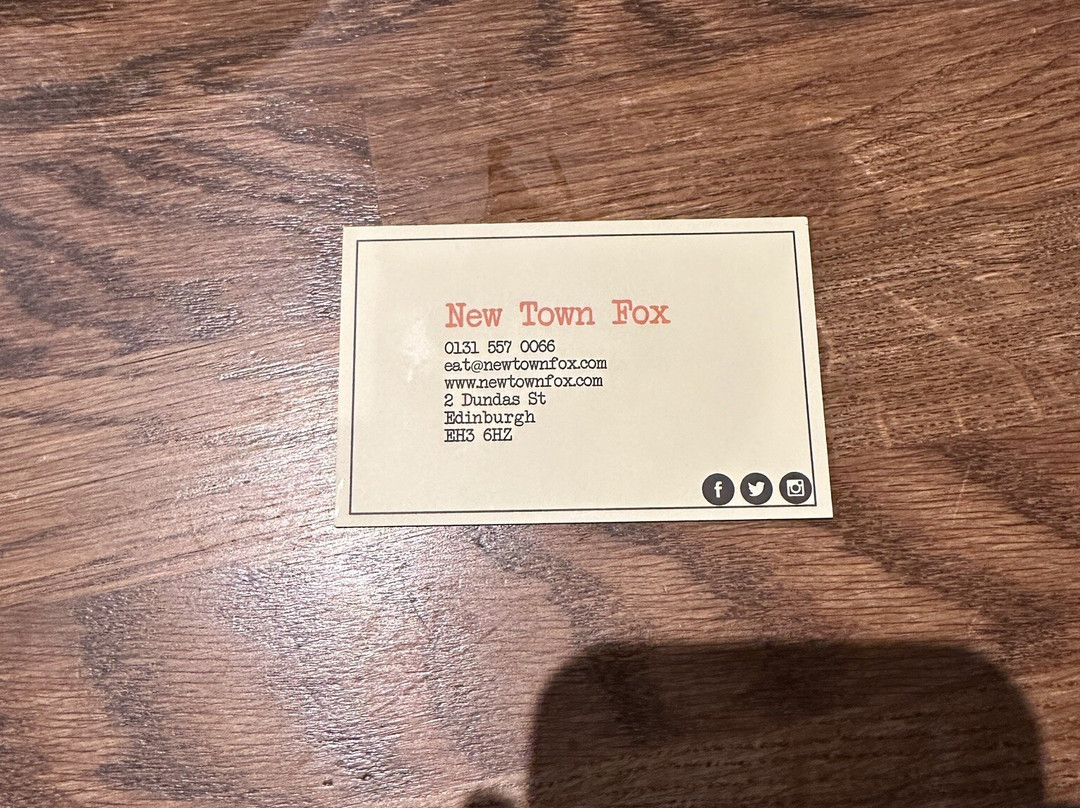 New Town Fox
0131 557 0066
eat@newtownfox.com
www.newtownfox.com
2 Dundas St
Edinburgh
EH3 6HZ